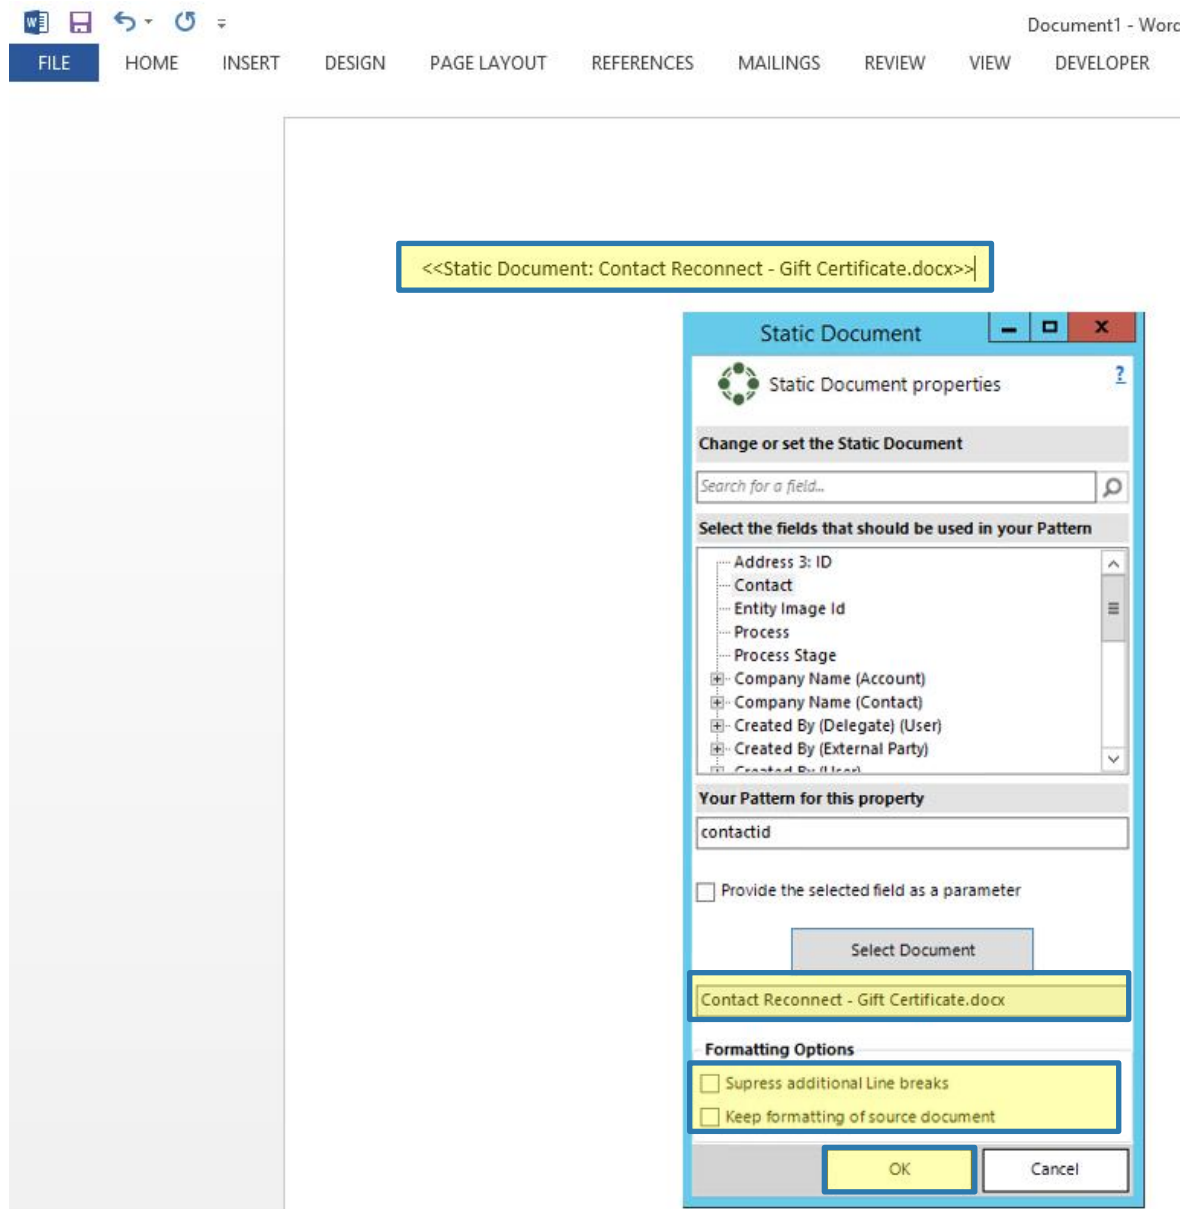 Document1 - Word
FILE HOME INSERT DESIGN PAGE LAYOUT REFERENCES MAILINGS REVIEW VIEW DEVELOPER
<<Static Document: Contact Reconnect - Gift Certificate.docx>>
Static Document
Static Document properties ?
Change or set the Static Document
Search for a field...
Select the fields that should be used in your Pattern
Address 3: ID
Contact
Entity Image Id
Process
Process Stage
Company Name (Account)
Company Name (Contact)
Created By (Delegate) (User)
Created By (External Party)
Created By (User)
Your Pattern for this property
contactid
Provide the selected field as a parameter
Select Document
Contact Reconnect - Gift Certificate.docx
Formatting Options
Supress additional Line breaks
Keep formatting of source document
OK Cancel